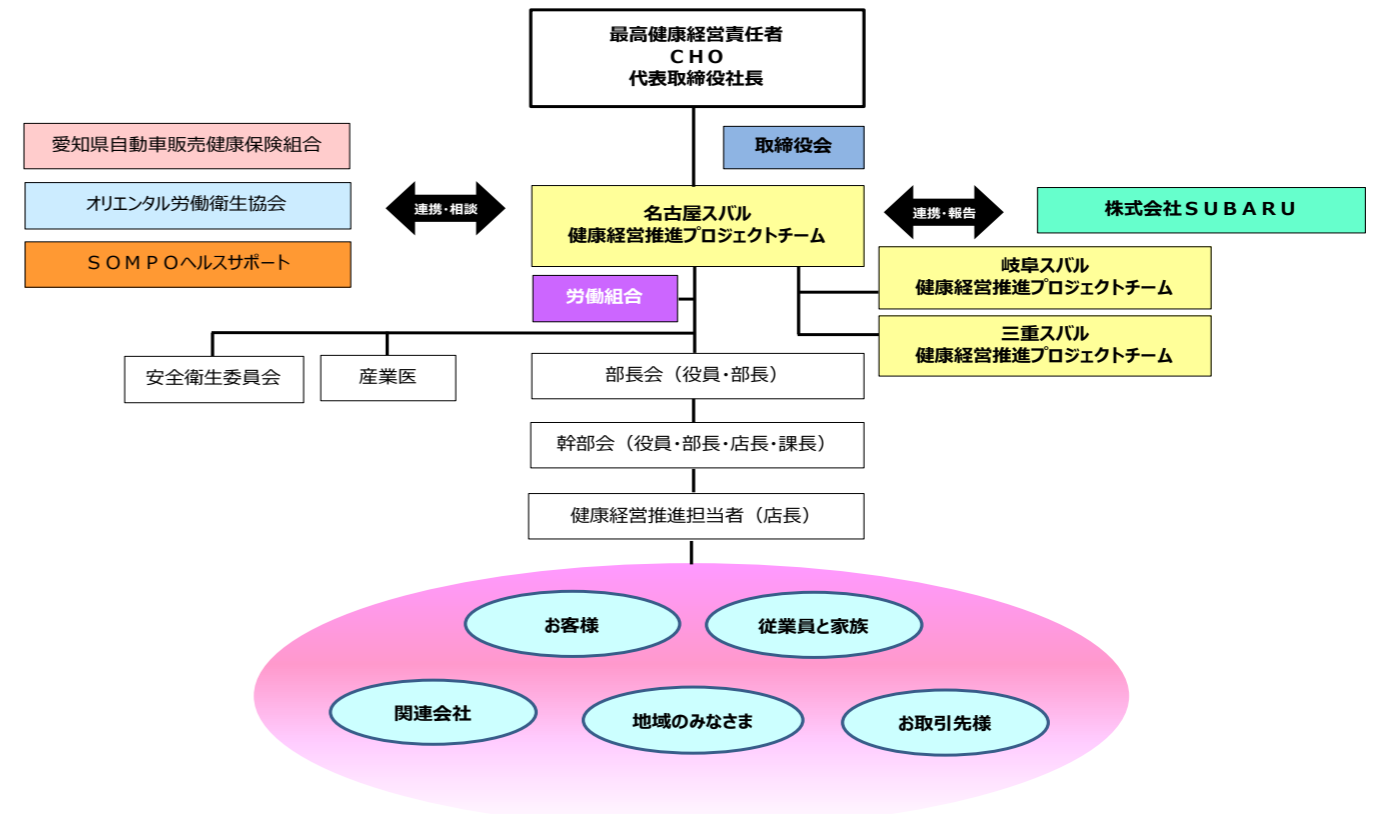 最高健康経営責任者
ＣＨＯ
代表取締役社長
取締役会
愛知県自動車販売健康保険組合
オリエンタル労働衛生協会
ＳＯＭＰＯヘルスサポート
連携・相談
名古屋スバル
健康経営推進プロジェクトチーム
連携・報告
株式会社ＳＵＢＡＲＵ
岐阜スバル
健康経営推進プロジェクトチーム
三重スバル
健康経営推進プロジェクトチーム
労働組合
安全衛生委員会
産業医
部長会（役員・部長）
幹部会（役員・部長・店長・課長）
健康経営推進担当者（店長）
お客様
従業員と家族
関連会社
地域のみなさま
お取引先様